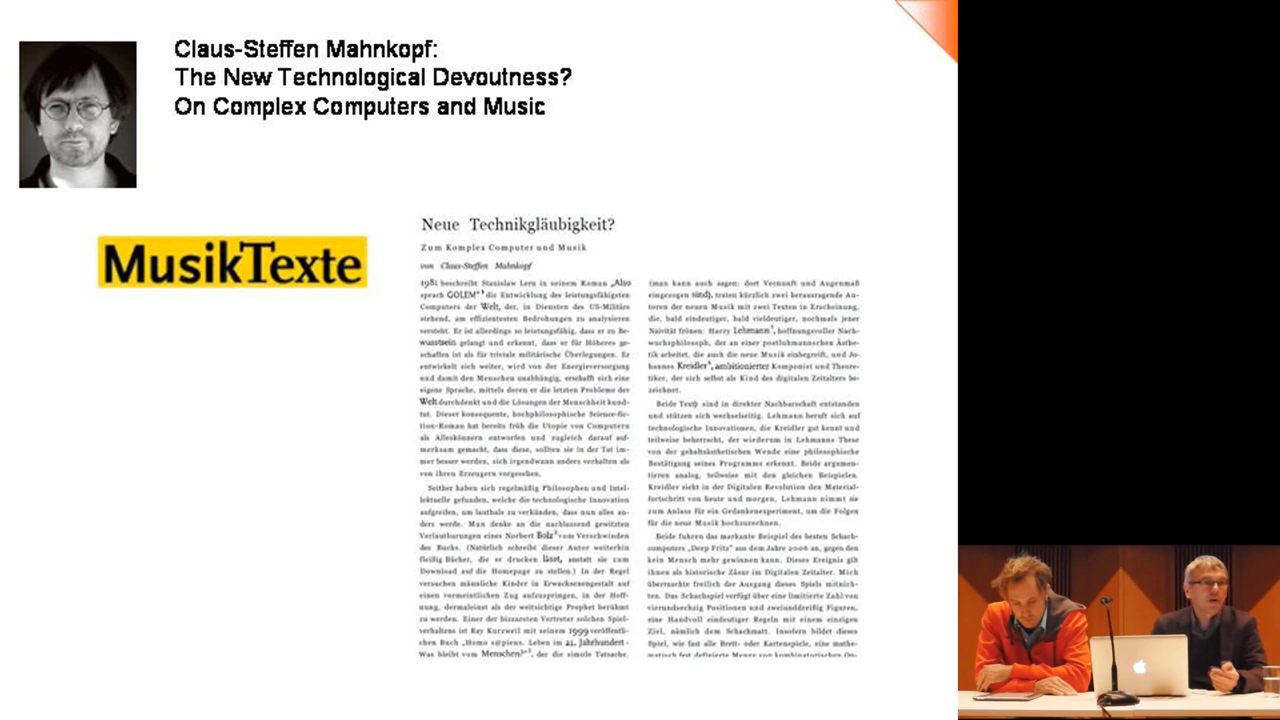 Claus-Steffen Mahnkopf:
The New Technological Devoutness?
On Complex Computers and Music
MusikTexte
Neue Technikgläubigkeit?
Zum Komplex Computer und Musik
von Claus-Steffen Mahnkopf
1981 beschreibt Stanislaw Lem in seinem Roman „Also
sprach GOLEM“¹ die Entwicklung des leistungsfähigsten
Computers der Welt, der, in Diensten des US-Militärs
stehend, am effizientesten Bedrohungen zu analysieren
versteht. Er ist allerdings so leistungsfähig, dass er zu Be-
wusstsein gelangt und erkennt, dass er für Höheres ge-
schaffen ist als für triviale militärische Überlegungen. Er
entwickelt sich weiter, wird von der Energieversorgung
und damit den Menschen unabhängig, erschafft sich eine
eigene Sprache, mittels deren er die letzten Probleme der
Welt durchdenkt und die Lösungen der Menschheit kund-
tut. Dieser konsequente, hochphilosophische Science-fic-
tion-Roman hat bereits früh die Utopie von Computern
als Alleskönnern entworfen und zugleich darauf auf-
merksam gemacht, dass diese, sollten sie in der Tat im-
mer besser werden, sich irgendwann anders verhalten als
von ihren Erzeugern vorgesehen.
Seither haben sich regelmäßig Philosophen und Intel-
lektuelle gefunden, welche die technologische Innovation
aufgreifen, um lauthals zu verkünden, dass nun alles an-
ders werde. Man denke an die nachlassend gewitzten
Verlautbarungen eines Norbert Bolz² vom Verschwinden
des Buchs. (Natürlich schreibt dieser Autor weiterhin
fleißig Bücher, die er drucken lässt, anstatt sie zum
Download auf die Homepage zu stellen.) In der Regel
versuchen männliche Kinder in Erwachsenengestalt auf
einen vermeintlichen Zug aufzuspringen, in der Hoff-
nung, dermaleinst als der weitsichtige Prophet berühmt
zu werden. Einer der bizarrsten Vertreter solchen Spiel-
verhaltens ist Ray Kurzweil mit seinem 1999 veröffentli-
chen Buch „Homo s@piens. Leben im 21. Jahrhundert -
Was bleibt vom Menschen?“³, der die simple Tatsache,
(man kann auch sagen: dort Vernunft und Augenmaß
eingezogen sind), traten kürzlich zwei herausragende Au-
toren der neuen Musik mit zwei Texten in Erscheinung,
die, bald eindeutiger, bald vieldeutiger, nochmals jener
Naivität frönen: Harry Lehmann³, hoffnungsvoller Nach-
wuchsphilosoph, der an einer postluhmannschen Ästhe-
tik arbeitet, die auch die neue Musik einbegreift, und Jo-
hannes Kreidler⁴, ambitionierter Komponist und Theore-
tiker, der sich selbst als Kind des digitalen Zeitalters be-
zeichnet.
Beide Texte sind in direkter Nachbarschaft entstanden
und stützen sich wechselseitig. Lehmann beruft sich auf
technologische Innovationen, die Kreidler gut kennt und
teilweise beherrscht, der wiederum in Lehmanns These
von der gehaltsästhetischen Wende eine philosophische
Bestätigung seines Programms erkennt. Beide argumen-
tieren analog, teilweise mit den gleichen Beispielen.
Kreidler sieht in der Digitalen Revolution den Material-
fortschritt von heute und morgen, Lehmann nimmt sie
zum Anlass für ein Gedankenexperiment, um die Folgen
für die neue Musik hochzurechnen.
Beide führen das markante Beispiel des besten Schach-
computers „Deep Fritz“ aus dem Jahre 2006 an, gegen den
kein Mensch mehr gewinnen kann. Dieses Ereignis gilt
ihnen als historische Zäsur im Digitalen Zeitalter. Mich
überraschte freilich der Ausgang dieses Spiels mitnich-
ten. Das Schachspiel verfügt über eine limitierte Zahl von
vierundsechzig Positionen und zweiunddreißig Figuren,
eine Handvoll eindeutiger Regeln mit einem einzigen
Ziel, nämlich dem Schachmatt. Insofern bildet dieses
Spiel, wie fast alle Brett- oder Kartenspiele, eine mathe-
matisch fest definierte Menge von kombinatorischen Op-